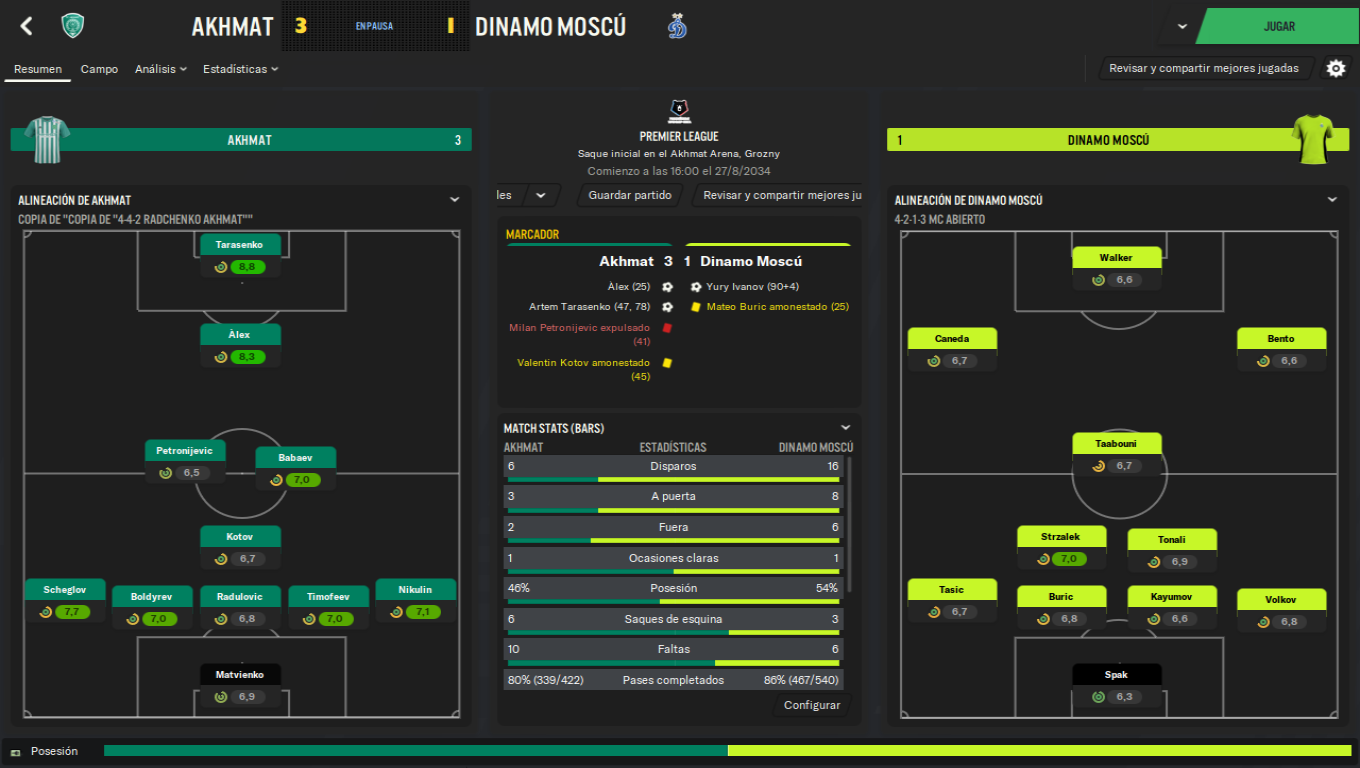 AKHMAT
3
EN PAUSA
1
DINAMO MOSCÚ
JUGAR
Resumen
Campo
Análisis
Estadísticas
Revisar y compartir mejores jugadas
AKHMAT
3
PREMIER LEAGUE
Saque inicial en el Akhmat Arena, Grozny
Comienzo a las 16:00 el 27/8/2034
les
Guardar partido
Revisar y compartir mejores ju
1
DINAMO MOSCÚ
ALINEACIÓN DE AKHMAT
COPIA DE "COPIA DE "4-4-2 RADCHENKO AKHMAT""
Tarasenko
8,8
Àlex
8,3
Petronijevic
6,5
Babaev
7,0
Kotov
6,7
Scheglov
7,7
Boldyrev
7,0
Radulovic
6,8
Timofeev
7,0
Nikulin
7,1
Matvienko
6,9
MARCADOR
Akhmat 3 1 Dinamo Moscú
Àlex (25)
Yury Ivanov (90+4)
Artem Tarasenko (47, 78)
Mateo Buric amonestado (25)
Milan Petronijevic expulsado
(41)
Valentin Kotov amonestado
(45)
MATCH STATS (BARS)
AKHMAT ESTADÍSTICAS DINAMO MOSCÚ
6 Disparos 16
3 A puerta 8
2 Fuera 6
1 Ocasiones claras 1
46% Posesión 54%
6 Saques de esquina 3
10 Faltas 6
80% (339/422) Pases completados 86% (467/540)
Configurar
ALINEACIÓN DE DINAMO MOSCÚ
4-2-1-3 MC ABIERTO
Walker
6,6
Caneda
6,7
Bento
6,6
Taabouni
6,7
Strzalek
7,0
Tonali
6,9
Tasic
6,7
Buric
6,8
Kayumov
6,6
Volkov
6,8
Spak
6,3
Posesión